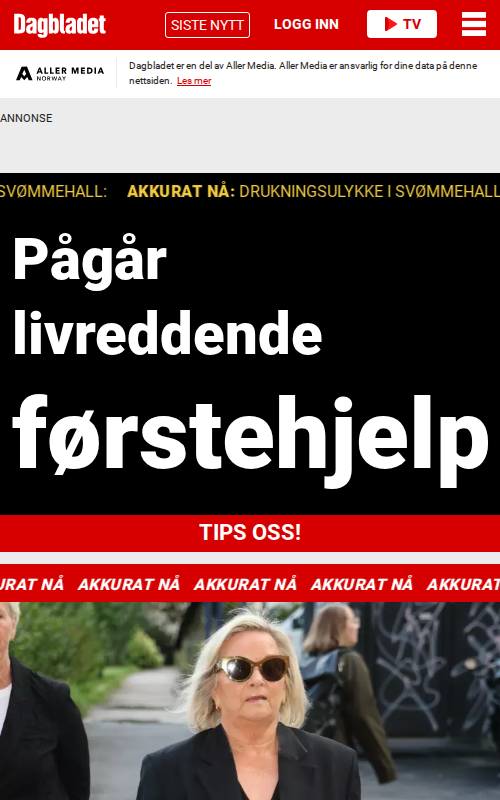 Dagbladet
SISTE NYTT
LOGG INN
TV
ALLER MEDIA
NORWAY
Dagbladet er en del av Aller Media. Aller Media er ansvarlig for dine data på denne
nettsiden. Les mer
ANNONSE
SVØMMEHALL: AKKURAT NÅ: DRUKNINGSULYKKE I SVØMMEHALL
Pågår
livreddende
førstehjelp
TIPS OSS!
URAT NÅ AKKURAT NÅ AKKURAT NÅ AKKURAT NÅ AKKURAT